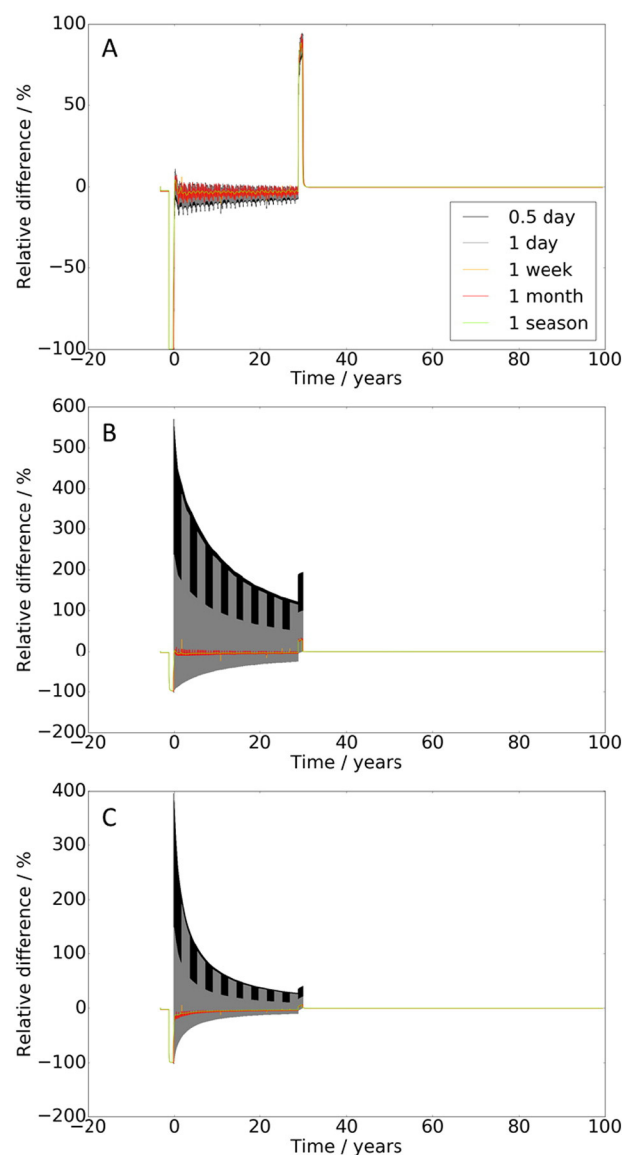 A
100
50
0
−50
−100
Relative difference / %
0.5 day
1 day
1 week
1 month
1 season
−20 0 20 40 60 80 100
Time / years
B
600
500
400
300
200
100
0
−100
−200
Relative difference / %
−20 0 20 40 60 80 100
Time / years
C
400
300
200
100
0
−100
−200
Relative difference / %
−20 0 20 40 60 80 100
Time / years